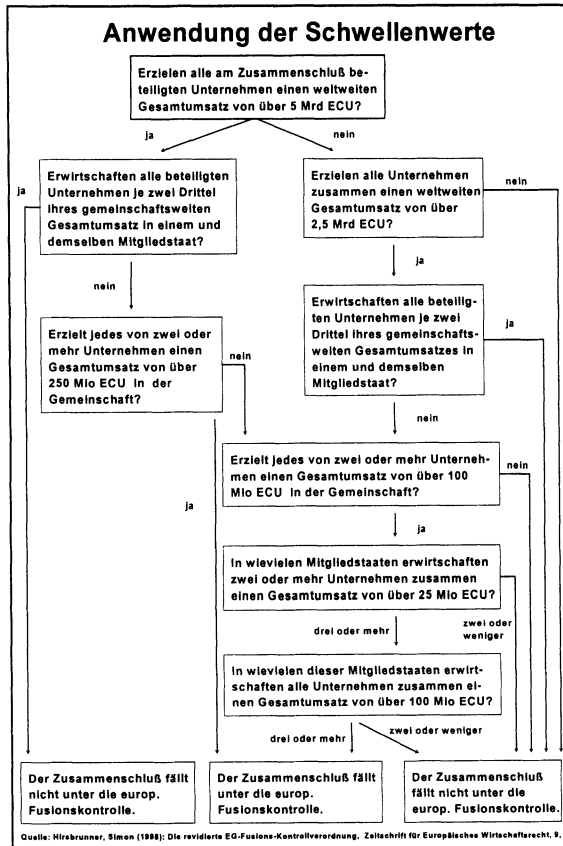 Anwendung der Schwellenwerte
Erzielen alle am Zusammenschluß be-
teiligten Unternehmen einen weltweiten
Gesamtumsatz von über 5 Mrd ECU?
ja
nein
Erwirtschaften alle beteiligten
Unternehmen je zwei Drittel
ihres gemeinschaftsweiten
Gesamtumsatz in einem und
demselben Mitgliedstaat?
ja
Erzielen alle Unternehmen
zusammen einen weltweiten
Gesamtumsatz von über
2,5 Mrd ECU?
nein
nein
ja
Erzielt jedes von zwei oder
mehr Unternehmen einen
Gesamtumsatz von über
250 Mio ECU in der
Gemeinschaft?
nein
Erwirtschaften alle beteilig-
ten Unternehmen je zwei
Drittel ihres gemeinschafts-
weiten Gesamtumsatzes in
einem und demselben
Mitgliedstaat?
ja
nein
Erzielt jedes von zwei oder mehr Unterneh-
men einen Gesamtumsatz von über 100
Mio ECU in der Gemeinschaft?
nein
ja
ja
In wievielen Mitgliedstaaten erwirtschaften
zwei oder mehr Unternehmen zusammen
einen Gesamtumsatz von über 25 Mio ECU?
drei oder mehr
zwei oder
weniger
In wievielen dieser Mitgliedstaaten erwirt-
schaften alle Unternehmen zusammen ei-
nen Gesamtumsatz von über 100 Mio ECU?
drei oder mehr
zwei oder weniger
Der Zusammenschluß fällt
nicht unter die europ.
Fusionskontrolle.
Der Zusammenschluß fällt
unter die europ.
Fusionskontrolle.
Der Zusammenschluß
fällt nicht unter die
europ. Fusionskontrolle.
Quelle: Hirsbrunner, Simon (1998): Die revidierte EG-Fusions-Kontrollverordnung, Zeitschrift für Europäisches Wirtschaftsrecht, 9,